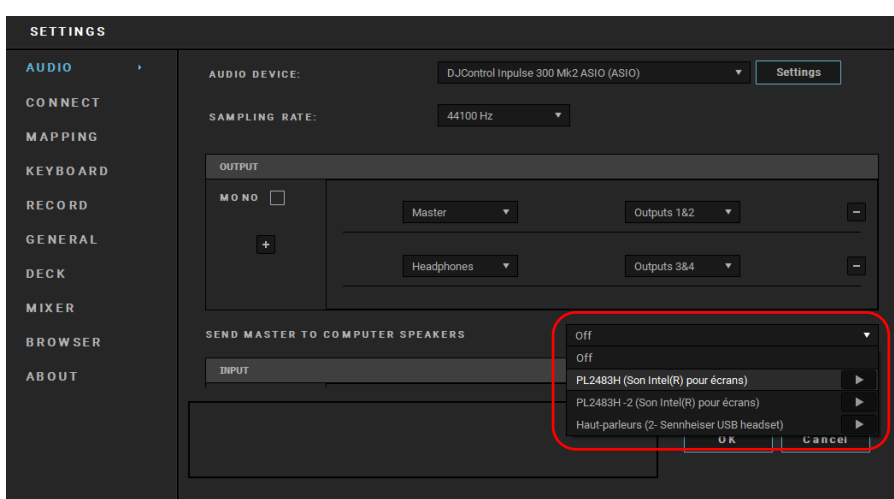 SETTINGS
AUDIO
CONNECT
MAPPING
KEYBOARD
RECORD
GENERAL
DECK
MIXER
BROWSER
ABOUT
AUDIO DEVICE: DJControl Inpulse 300 Mk2 ASIO (ASIO) Settings
SAMPLING RATE: 44100 Hz
OUTPUT
MONO
Master Outputs 1&2
+
Headphones Outputs 3&4
SEND MASTER TO COMPUTER SPEAKERS Off
Off
INPUT
PL2483H (Son Intel(R) pour écrans)
PL2483H -2 (Son Intel(R) pour écrans)
Haut-parleurs (2- Sennheiser USB headset)
OK Cancel